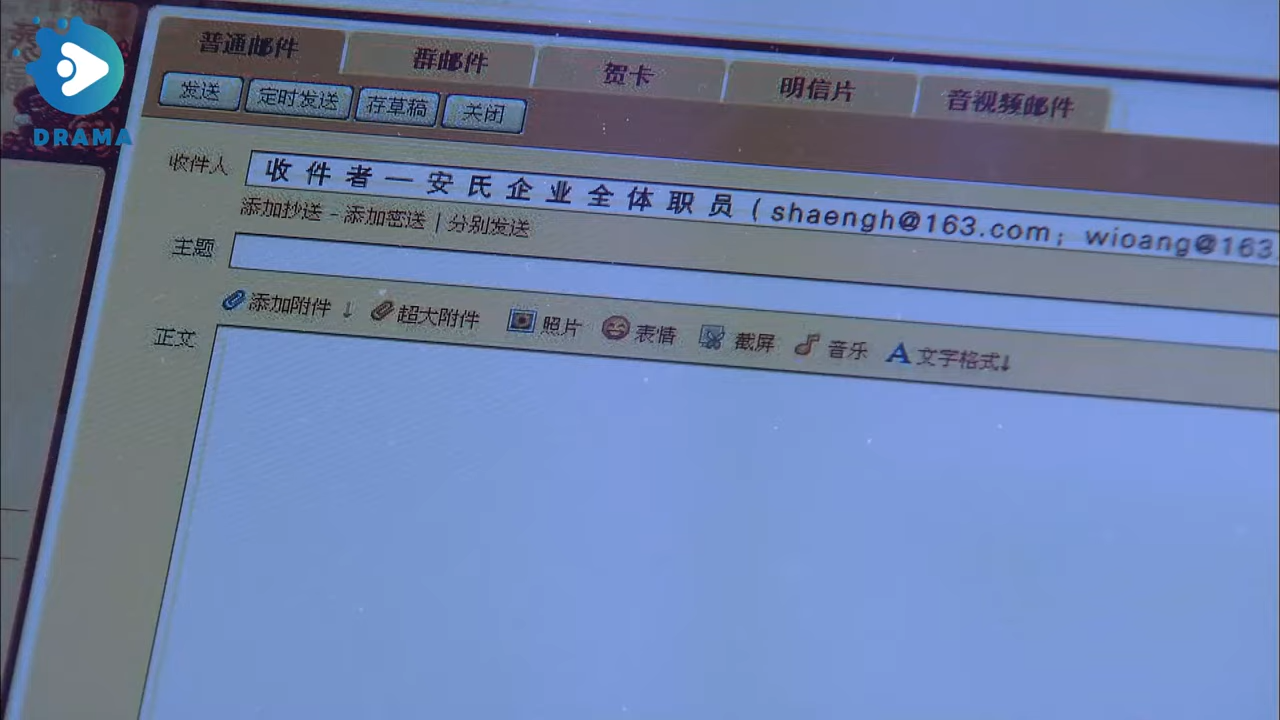 DRAMA
普通邮件 群邮件 贺卡 明信片 音视频邮件
发送 定时发送 存草稿 关闭
收件人 收件者一安氏企业全体职员(shaengh@163.com; wioang@163.
添加抄送 - 添加密送 | 分别发送
主题
添加附件 ↓ 超大附件 照片 表情 截屏 音乐 A 文字格式↓
正文